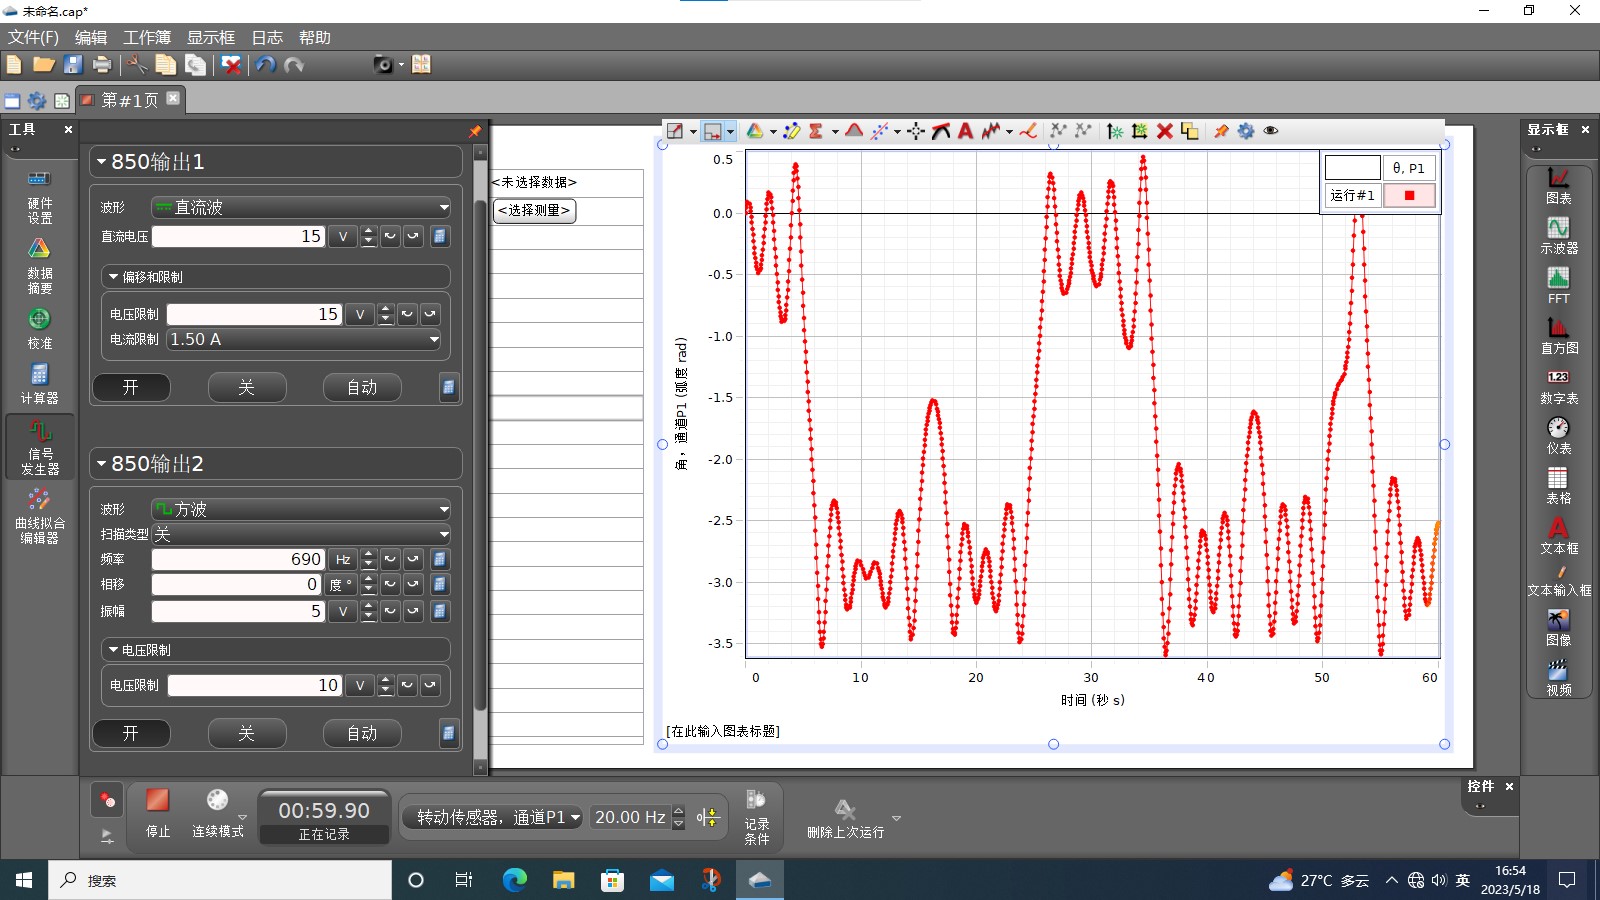 未命名.cap*
文件(F) 编辑 工作簿 显示框 日志 帮助
第#1页
工具
硬件
设置
数据
摘要
校准
计算器
信号
发生器
曲线拟合
编辑器
850输出1
波形 直流波
直流电压 15 V
偏移和限制
电压限制 15 V
电流限制 1.50 A
开 关 自动
850输出2
波形 方波
扫描类型 关
频率 690 Hz
相移 0 度 °
振幅 5 V
电压限制
电压限制 10 V
开 关 自动
<未选择数据>
<选择测量>
θ, P1
运行#1
0.5
0.0
-0.5
-1.0
-1.5
-2.0
-2.5
-3.0
-3.5
角，通道P1 (弧度 rad)
0 10 20 30 40 50 60
时间 (秒 s)
[在此输入图表标题]
显示框
图表
示波器
FFT
直方图
1.23
数字表
仪表
表格
文本框
文本输入框
图像
视频
控件
停止
连续模式
00:59.90
正在记录
转动传感器，通道P1
20.00 Hz
记录
条件
删除上次运行
搜索
27°C 多云
英
16:54
2023/5/18